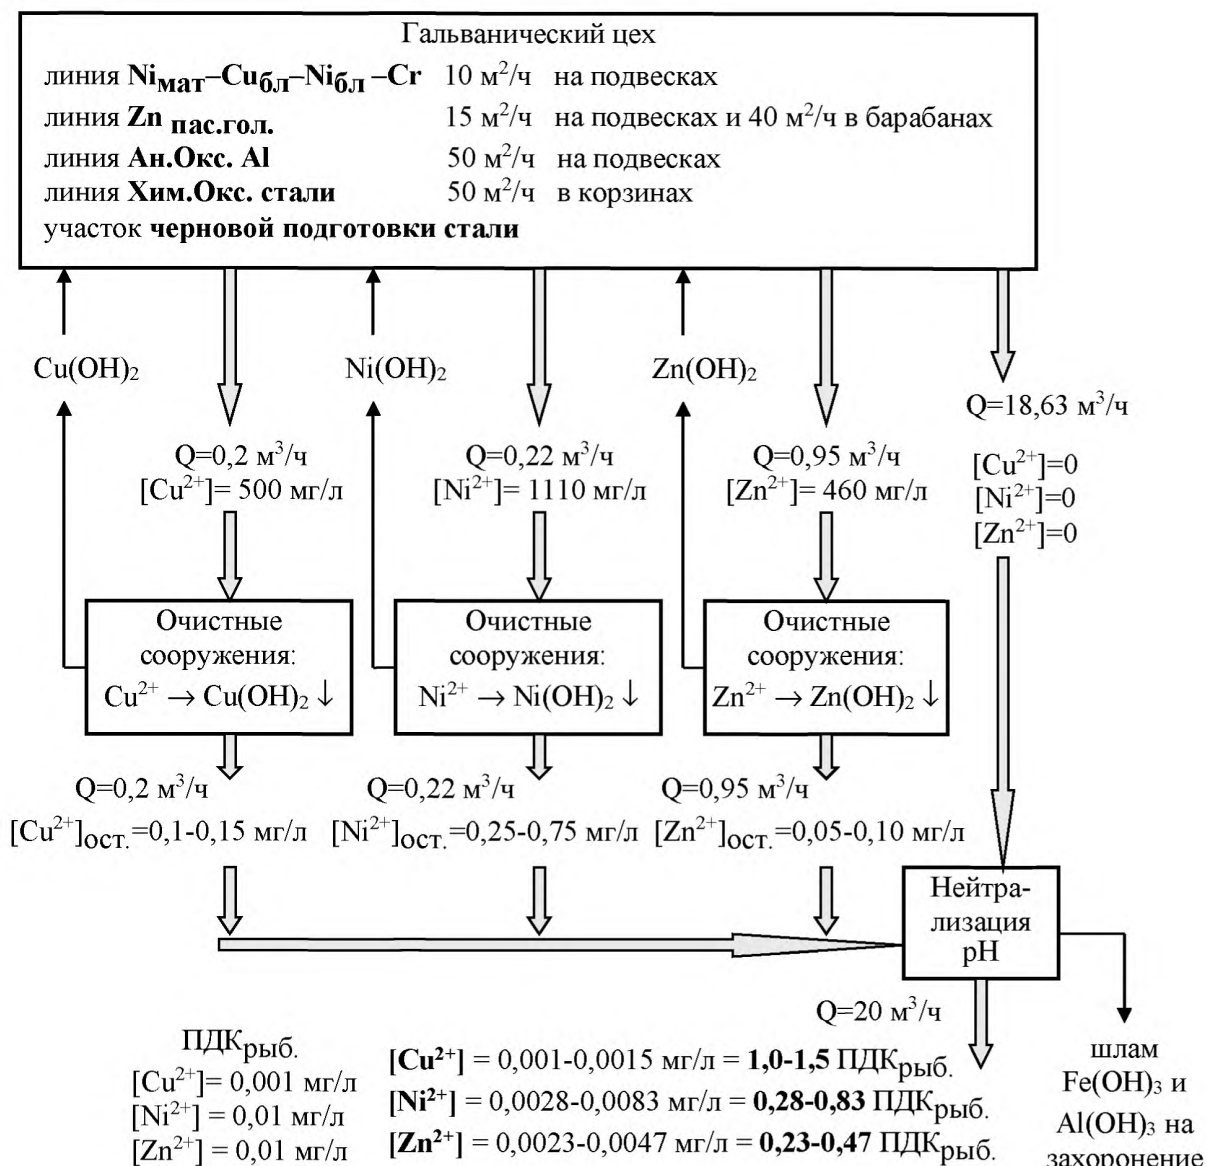 Гальванический цех
линия Niмат–Cuбл–Niбл –Cr 10 м²/ч на подвесках
линия Zn пас.гол. 15 м²/ч на подвесках и 40 м²/ч в барабанах
линия Ан.Окс. Al 50 м²/ч на подвесках
линия Хим.Окс. стали 50 м²/ч в корзинах
участок черновой подготовки стали
Cu(OH)₂
Ni(OH)₂
Zn(OH)₂
Q=18,63 м³/ч
[Cu²⁺]=0
[Ni²⁺]=0
[Zn²⁺]=0
Q=0,2 м³/ч
[Cu²⁺]= 500 мг/л
Q=0,22 м³/ч
[Ni²⁺]= 1110 мг/л
Q=0,95 м³/ч
[Zn²⁺]= 460 мг/л
Очистные
сооружения:
Cu²⁺ → Cu(OH)₂ ↓
Очистные
сооружения:
Ni²⁺ → Ni(OH)₂ ↓
Очистные
сооружения:
Zn²⁺ → Zn(OH)₂ ↓
Q=0,2 м³/ч
[Cu²⁺]ост.=0,1-0,15 мг/л
Q=0,22 м³/ч
[Ni²⁺]ост.=0,25-0,75 мг/л
Q=0,95 м³/ч
[Zn²⁺]ост.=0,05-0,10 мг/л
Нейтра-
лизация
pH
Q=20 м³/ч
ПДКрыб.
[Cu²⁺]= 0,001 мг/л
[Ni²⁺]= 0,01 мг/л
[Zn²⁺]= 0,01 мг/л
[Cu²⁺] = 0,001-0,0015 мг/л = 1,0-1,5 ПДКрыб.
[Ni²⁺] = 0,0028-0,0083 мг/л = 0,28-0,83 ПДКрыб.
[Zn²⁺] = 0,0023-0,0047 мг/л = 0,23-0,47 ПДКрыб.
шлам
Fe(OH)₃ и
Al(OH)₃ на
захоронение